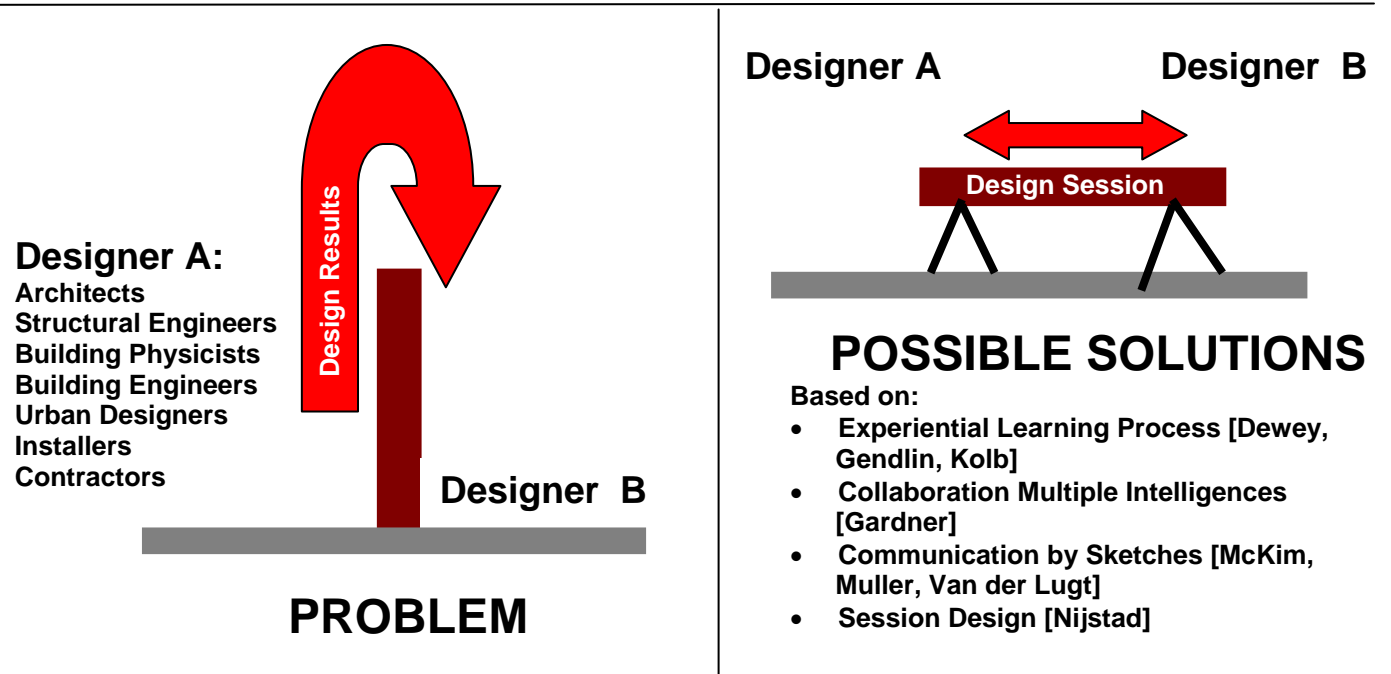 Designer A:
Architects
Structural Engineers
Building Physicists
Building Engineers
Urban Designers
Installers
Contractors
Design Results
Designer B
PROBLEM
Designer A
Designer B
Design Session
POSSIBLE SOLUTIONS
Based on:
• Experiential Learning Process [Dewey,
Gendlin, Kolb]
• Collaboration Multiple Intelligences
[Gardner]
• Communication by Sketches [McKim,
Muller, Van der Lugt]
• Session Design [Nijstad]